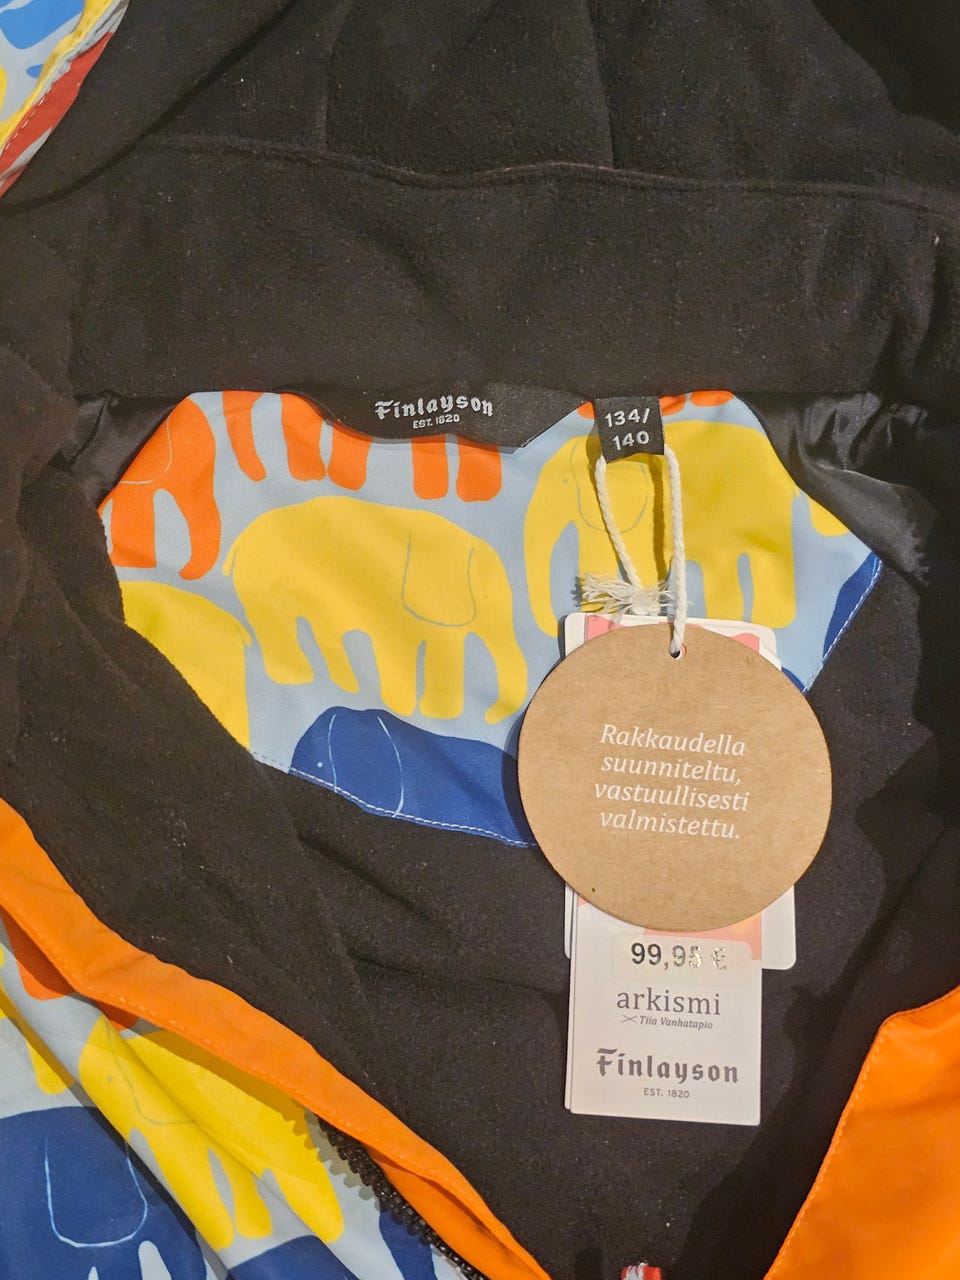 Finlayson
EST. 1820
134/
140
Rakkaudella
suunniteltu,
vastuullisesti
valmistettu.
99,95 €
arkismi
Tiia Vanhatapio
Finlayson
EST. 1820